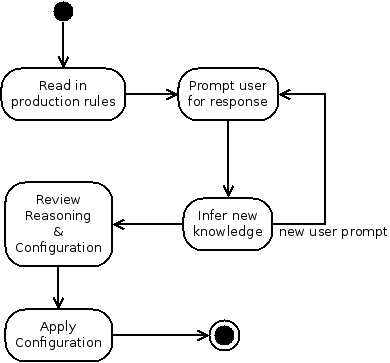 Read in
production rules
Prompt user
for response
Review
Reasoning
&
Configuration
Infer new
knowledge
new user prompt
Apply
Configuration